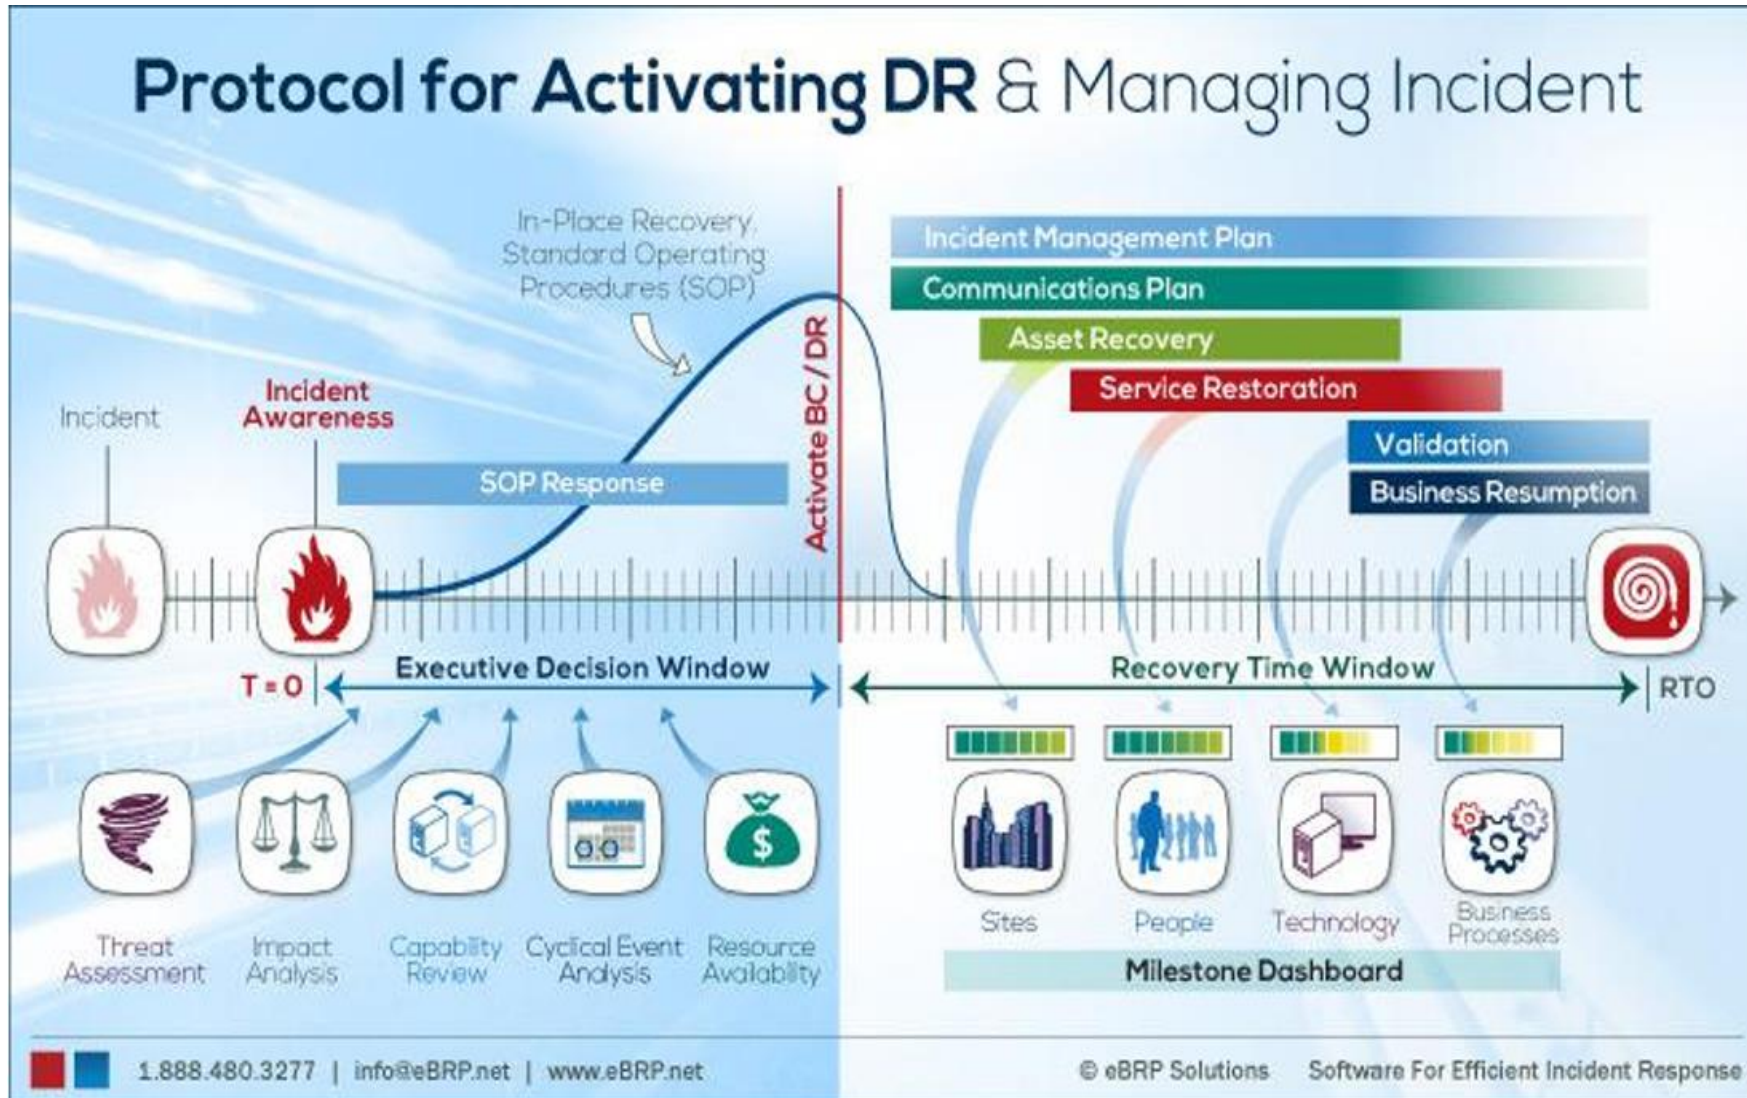 Protocol for Activating DR & Managing Incident
In-Place Recovery,
Standard Operating
Procedures (SOP)
Incident
Incident
Awareness
SOP Response
Activate BC / DR
Incident Management Plan
Communications Plan
Asset Recovery
Service Restoration
Validation
Business Resumption
T = 0
Executive Decision Window
Recovery Time Window
RTO
Threat
Assessment
Impact
Analysis
Capability
Review
Cyclical Event
Analysis
$
Resource
Availability
Sites
People
Technology
Business
Processes
Milestone Dashboard
1.888.480.3277 | info@eBRP.net | www.eBRP.net
© eBRP Solutions Software For Efficient Incident Response